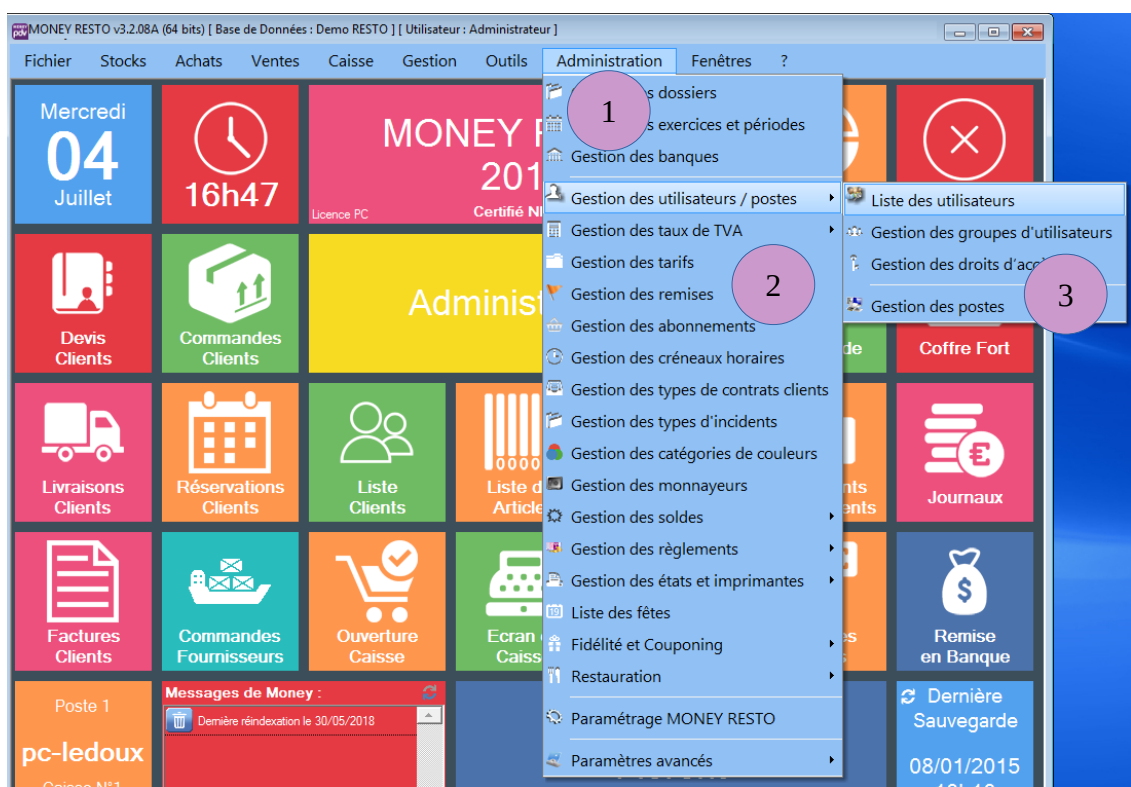 MONEY RESTO v3.2.08A (64 bits) [ Base de Données : Demo RESTO ] [ Utilisateur : Administrateur ]
Fichier Stocks Achats Ventes Caisse Gestion Outils Administration Fenêtres ?
Mercredi
04
Juillet
16h47
MONEY
201
Licence PC
Certifié
1
s dossiers
s exercices et périodes
Gestion des banques
Gestion des utilisateurs / postes
Gestion des taux de TVA
Gestion des tarifs
Gestion des remises
Gestion des abonnements
Gestion des créneaux horaires
Gestion des types de contrats clients
Gestion des types d'incidents
Gestion des catégories de couleurs
Gestion des monnayeurs
Gestion des soldes
Gestion des règlements
Gestion des états et imprimantes
Liste des fêtes
Fidélité et Couponing
Restauration
Paramétrage MONEY RESTO
Paramètres avancés
2
Liste des utilisateurs
Gestion des groupes d'utilisateurs
Gestion des droits d'acc
Gestion des postes
3
Devis
Clients
Commandes
Clients
Administ
de
Coffre Fort
Livraisons
Clients
Réservations
Clients
Liste
Clients
0000
Liste d
Article
nts
ents
Journaux
Factures
Clients
Commandes
Fournisseurs
Ouverture
Caisse
Ecran
Caiss
es
Remise
en Banque
Poste 1
pc-ledoux
Caisse N°1
Messages de Money :
Dernière réindexation le 30/05/2018
Dernière
Sauvegarde
08/01/2015